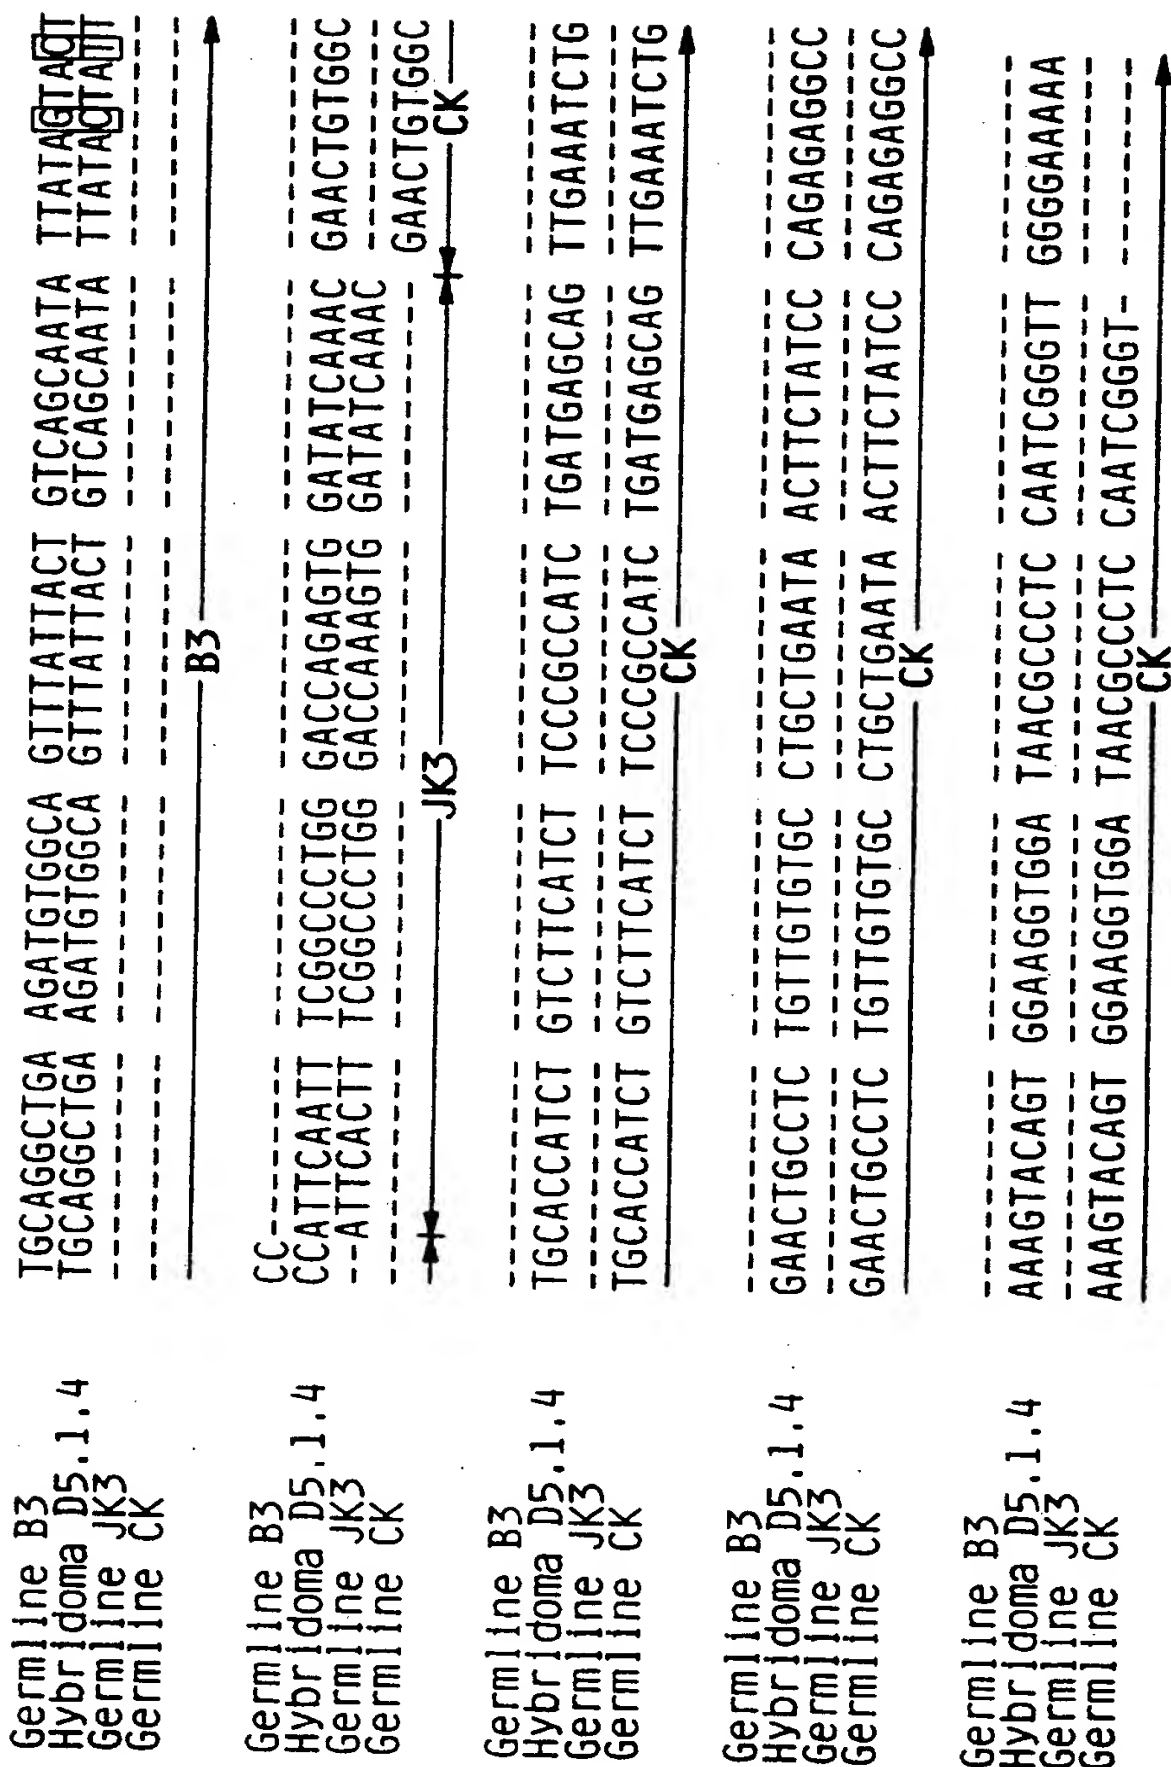 Germline B3 TGCAGGCTGA AGATGTGGCA GTTTATTACT GTCAGCAATA TTATAGTACT
Hybridoma D5.1.4 TGCAGGCTGA AGATGTGGCA GTTTATTACT GTCAGCAATA TTATACTATT
Germline JK3 ---------- ---------- ---------- ---------- ----------
Germline CK ---------- ---------- ---------- ---------- ----------
B3
Germline B3 CC-------- ---------- ---------- ---------- ----------
Hybridoma D5.1.4 CCATTCAATT TCGGCCCTGG GACCAGAGTG GATATCAAAC GAACTGTGGC
Germline JK3 --ATTCACTT TCGGCCCTGG GACCAAAGTG GATATCAAAC ----------
Germline CK ---------- ---------- ---------- ---------- GAACTGTGGC
JK3 CK
Germline B3 ---------- ---------- ---------- ---------- ----------
Hybridoma D5.1.4 TGCACCATCT GTCTTCATCT TCCCGCCATC TGATGAGCAG TTGAAATCTG
Germline JK3 ---------- ---------- ---------- ---------- ----------
Germline CK TGCACCATCT GTCTTCATCT TCCCGCCATC TGATGAGCAG TTGAAATCTG
CK
Germline B3 ---------- ---------- ---------- ---------- ----------
Hybridoma D5.1.4 GAACTGCCTC TGTTGTGTGC CTGCTGAATA ACTTCTATCC CAGAGAGGCC
Germline JK3 ---------- ---------- ---------- ---------- ----------
Germline CK GAACTGCCTC TGTTGTGTGC CTGCTGAATA ACTTCTATCC CAGAGAGGCC
CK
Germline B3 ---------- ---------- ---------- ---------- ---------
Hybridoma D5.1.4 AAAGTACAGT GGAAGGTGGA TAACGCCCTC CAATCGGGTT GGGGAAAAA
Germline JK3 ---------- ---------- ---------- ---------- ---------
Germline CK AAAGTACAGT GGAAGGTGGA TAACGCCCTC CAATCGGGT- ---------
CK